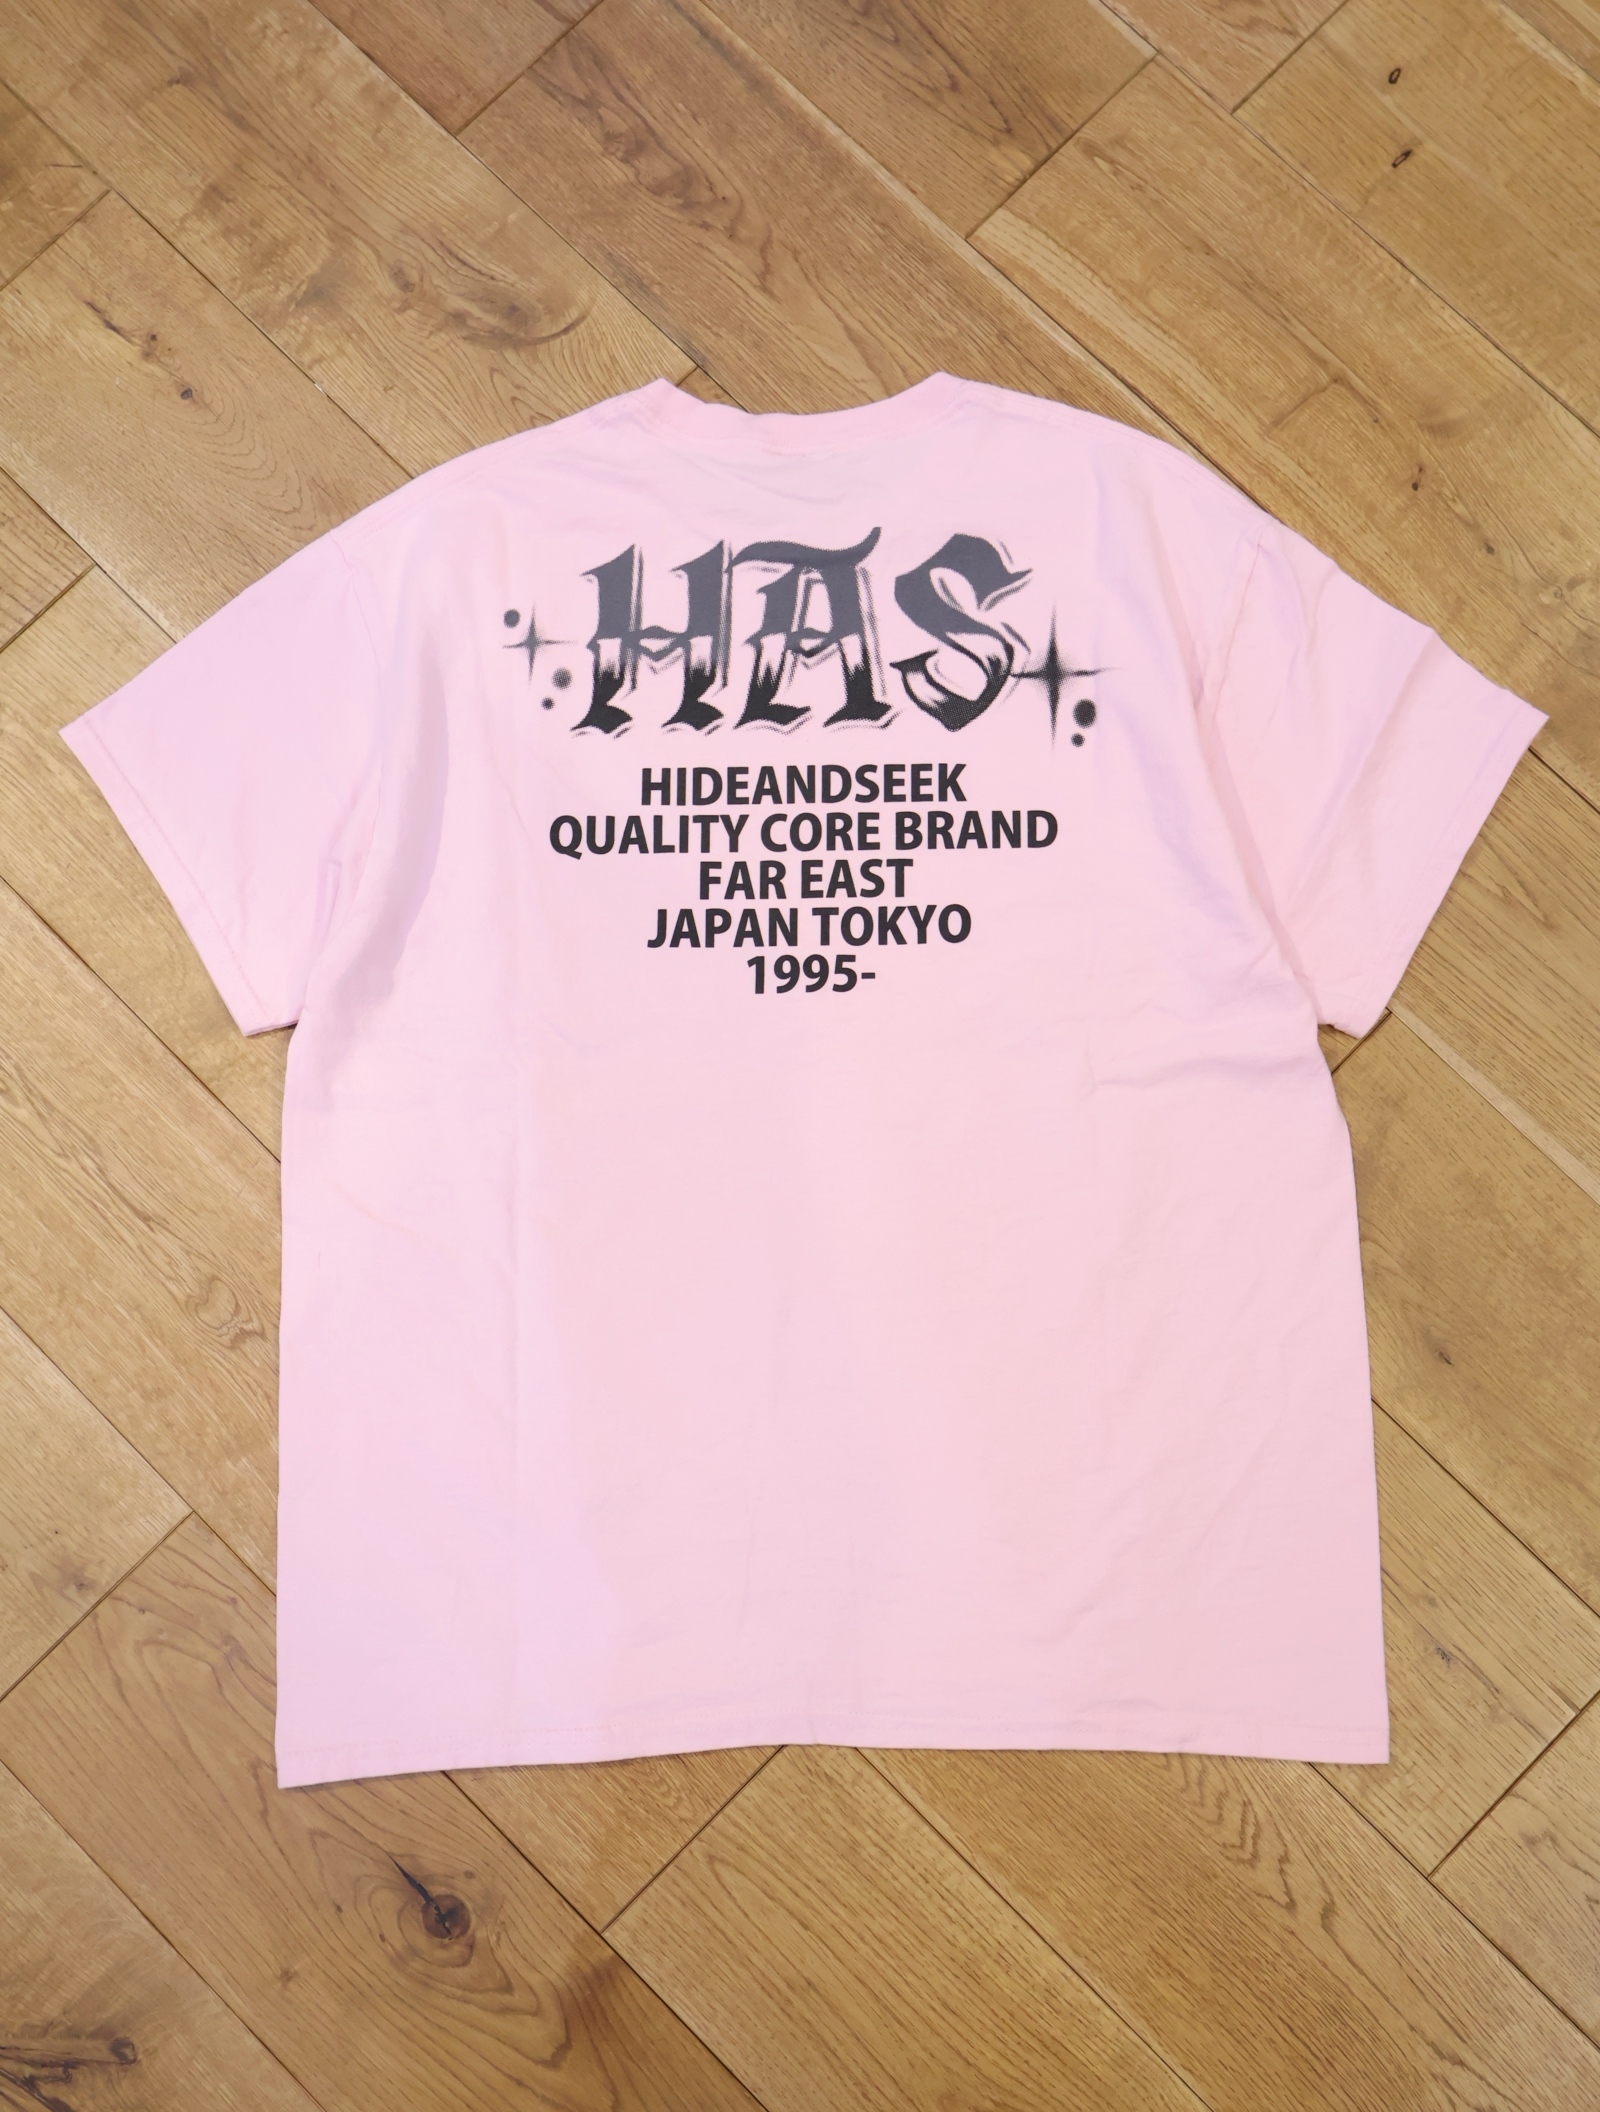 HAS
HIDEANDSEEK
QUALITY CORE BRAND
FAR EAST
JAPAN TOKYO
1995-